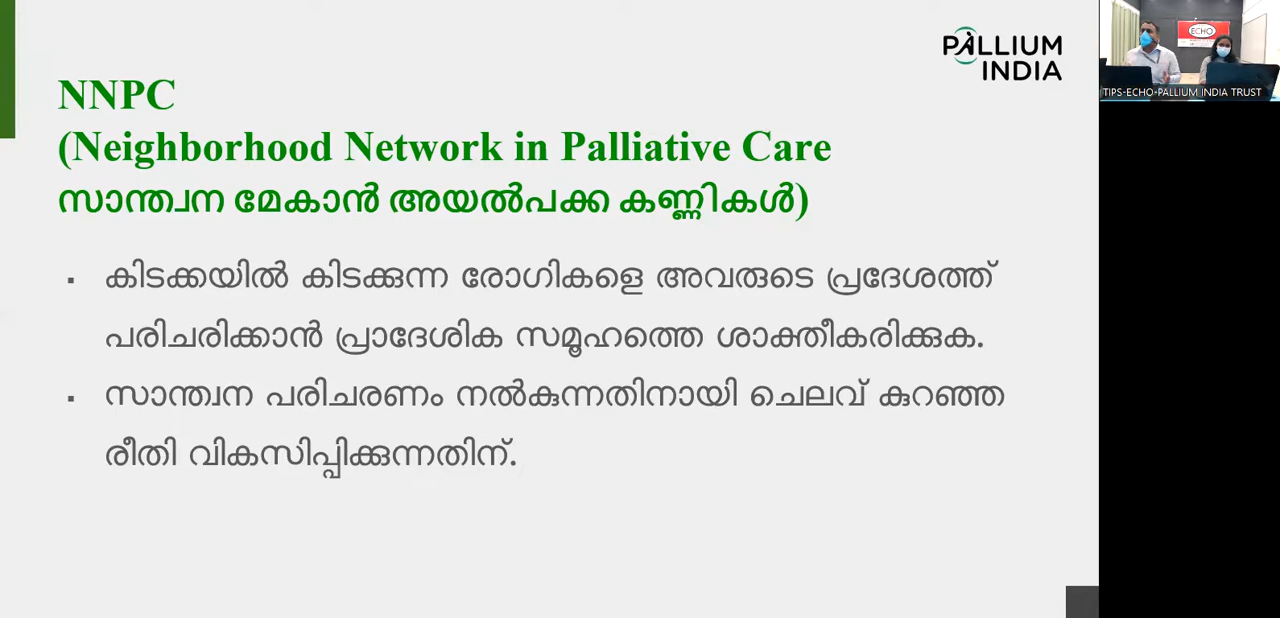 PALLIUM
INDIA
NNPC
(Neighborhood Network in Palliative Care
സാന്ത്വന മേകാൻ അയൽപക്ക കണ്ണികൾ)
▪ കിടക്കയിൽ കിടക്കുന്ന രോഗികളെ അവരുടെ പ്രദേശത്ത്
പരിചരിക്കാൻ പ്രാദേശിക സമൂഹത്തെ ശാക്തീകരിക്കുക.
▪ സാന്ത്വന പരിചരണം നൽകുന്നതിനായി ചെലവ് കുറഞ്ഞ
രീതി വികസിപ്പിക്കുന്നതിന്.
ECHO
TIPS-ECHO-PALLIUM INDIA TRUST